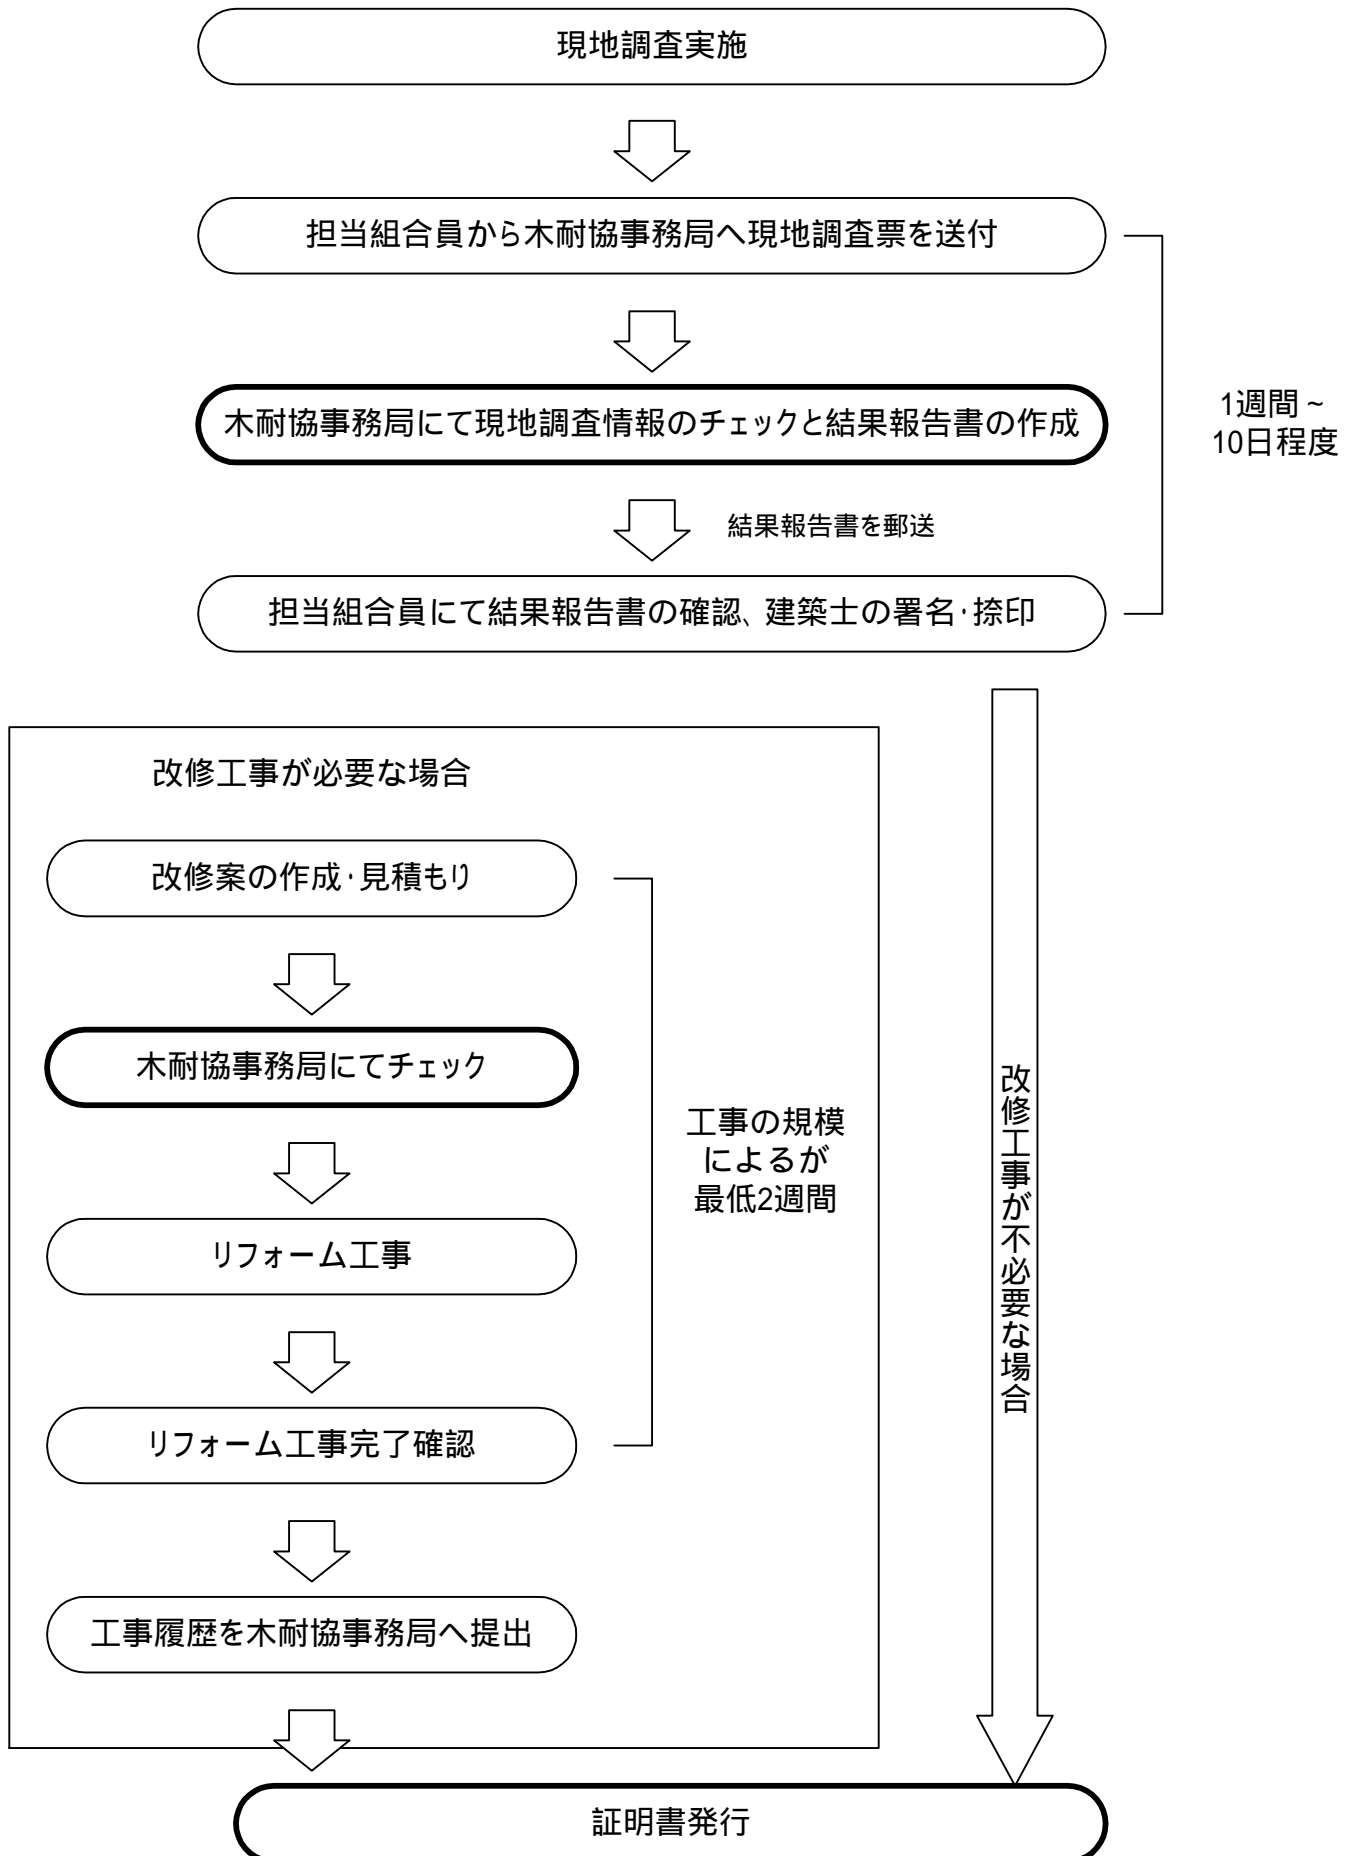 現地調査実施
担当組合員から木耐協事務局へ現地調査票を送付
木耐協事務局にて現地調査情報のチェックと結果報告書の作成
1週間~
10日程度
結果報告書を郵送
担当組合員にて結果報告書の確認、建築士の署名・捺印
改修工事が必要な場合
改修案の作成・見積もり
木耐協事務局にてチェック
工事の規模
によるが
最低2週間
リフォーム工事
リフォーム工事完了確認
工事履歴を木耐協事務局へ提出
改修工事が不必要な場合
証明書発行